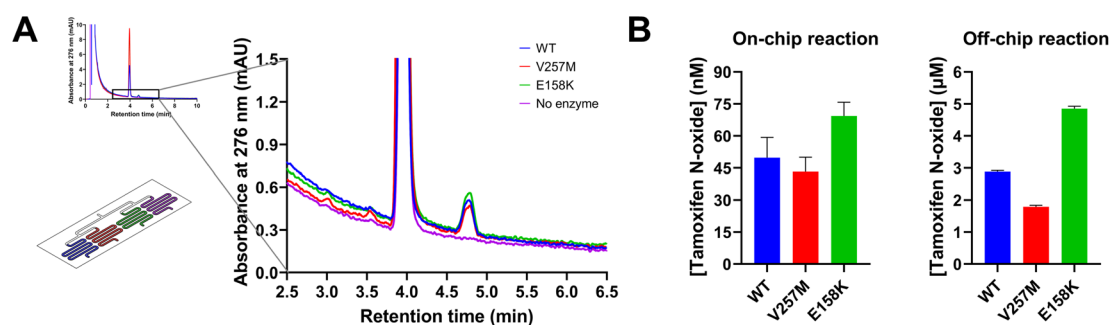 A
Absorbance at 276 nm (mAU)
10
8
6
4
2
0
0 2 4 6 8 10
Retention time (min)
Absorbance at 276 nm (mAU)
1.5
1.2
0.9
0.6
0.3
0.0
2.5 3.0 3.5 4.0 4.5 5.0 5.5 6.0 6.5
Retention time (min)
WT
V257M
E158K
No enzyme
B
On-chip reaction
[Tamoxifen N-oxide] (nM)
90
75
60
45
30
15
0
WT
V257M
E158K
Off-chip reaction
[Tamoxifen N-oxide] (µM)
6
5
4
3
2
1
0
WT
V257M
E158K